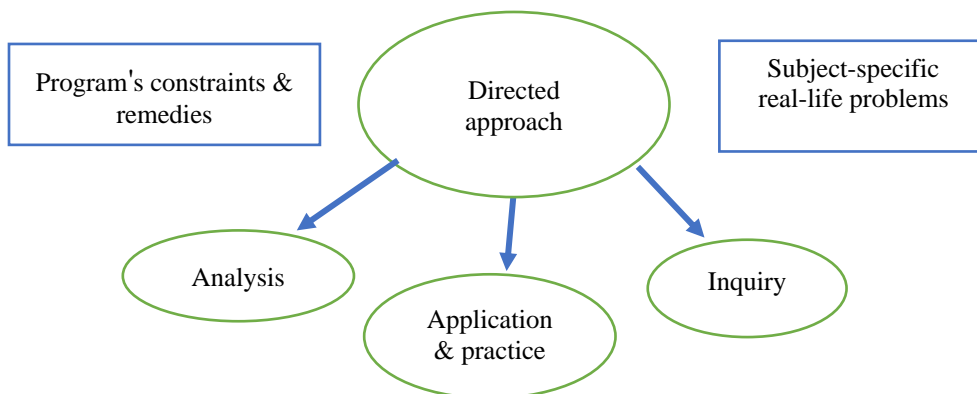 Program's constraints &
remedies
Directed
approach
Subject-specific
real-life problems
Analysis
Application
& practice
Inquiry